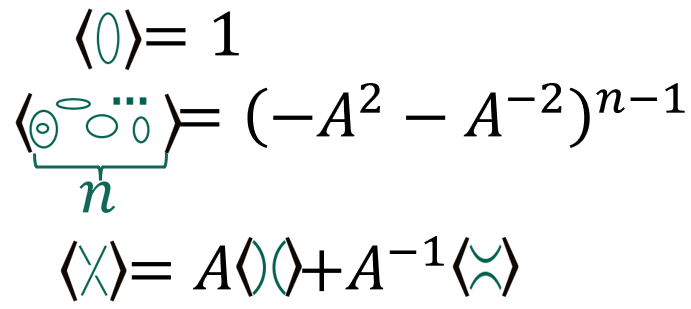 ⟨ ⟩= 1
⟨ ... ⟩= (-A² - A⁻²)ⁿ⁻¹
n
⟨ ⟩= A⟨ ⟩+A⁻¹⟨ ⟩